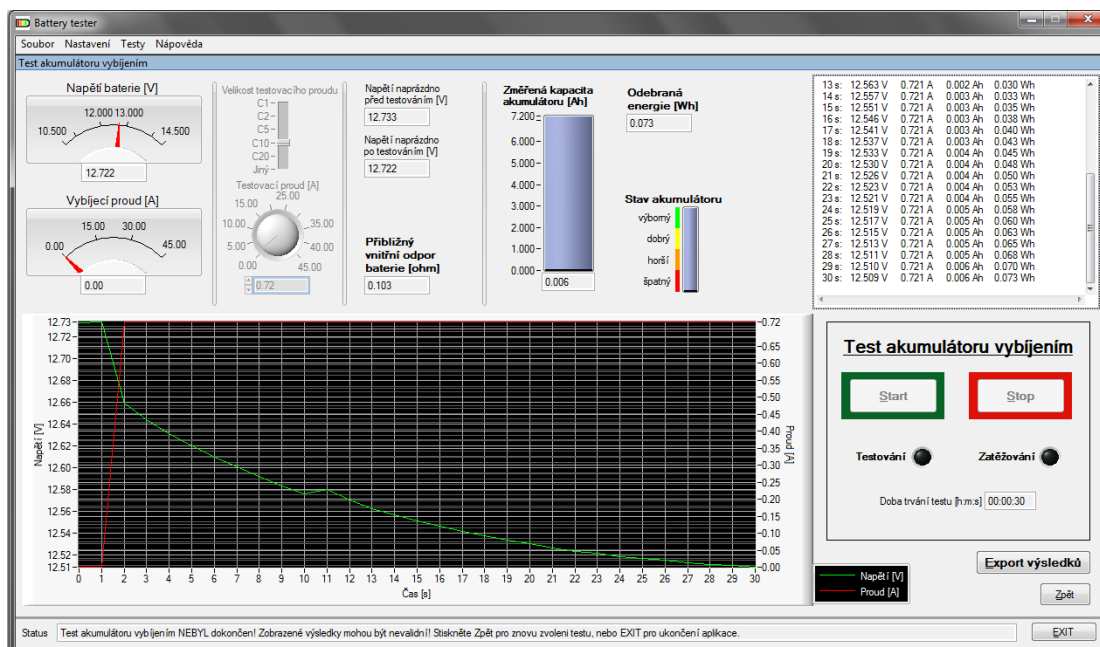 Battery tester
Soubor Nastavení Testy Nápověda
Test akumulátoru vybíjením
Napětí baterie [V]
10.500 12.000 13.000 14.500
12.722
Vybíjecí proud [A]
0.00 15.00 30.00 45.00
0.00
Velikost testovacího proudu
C1
C2
C5
C10
C20
Jiný
Testovací proud [A]
0.00 5.00 10.00 15.00 25.00 35.00 40.00 45.00
0.72
Napětí naprázdno
před testováním [V]
12.733
Napětí naprázdno
po testováním [V]
12.722
Přibližný
vnitřní odpor
baterie [ohm]
0.103
Změřená kapacita
akumulátoru [Ah]
7.200
6.000
5.000
4.000
3.000
2.000
1.000
0.000
0.006
Odebraná
energie [Wh]
0.073
Stav akumulátoru
výborný
dobrý
horší
špatný
13 s: 12.563 V 0.721 A 0.002 Ah 0.030 Wh
14 s: 12.557 V 0.721 A 0.003 Ah 0.033 Wh
15 s: 12.551 V 0.721 A 0.003 Ah 0.035 Wh
16 s: 12.546 V 0.721 A 0.003 Ah 0.038 Wh
17 s: 12.541 V 0.721 A 0.003 Ah 0.040 Wh
18 s: 12.537 V 0.721 A 0.003 Ah 0.043 Wh
19 s: 12.533 V 0.721 A 0.004 Ah 0.045 Wh
20 s: 12.530 V 0.721 A 0.004 Ah 0.048 Wh
21 s: 12.526 V 0.721 A 0.004 Ah 0.050 Wh
22 s: 12.523 V 0.721 A 0.004 Ah 0.053 Wh
23 s: 12.521 V 0.721 A 0.004 Ah 0.055 Wh
24 s: 12.519 V 0.721 A 0.005 Ah 0.058 Wh
25 s: 12.517 V 0.721 A 0.005 Ah 0.060 Wh
26 s: 12.515 V 0.721 A 0.005 Ah 0.063 Wh
27 s: 12.513 V 0.721 A 0.005 Ah 0.065 Wh
28 s: 12.511 V 0.721 A 0.005 Ah 0.068 Wh
29 s: 12.510 V 0.721 A 0.006 Ah 0.070 Wh
30 s: 12.509 V 0.721 A 0.006 Ah 0.073 Wh
Napětí [V]
12.73
12.72
12.70
12.68
12.66
12.64
12.62
12.60
12.58
12.56
12.54
12.52
12.51
0 1 2 3 4 5 6 7 8 9 10 11 12 13 14 15 16 17 18 19 20 21 22 23 24 25 26 27 28 29 30
Čas [s]
0.72
0.65
0.60
0.55
0.50
0.45
0.40
0.35
0.30
0.25
0.20
0.15
0.10
0.05
0.00
Proud [A]
Napětí [V]
Proud [A]
Test akumulátoru vybíjením
Start Stop
Testování Zatěžování
Doba trvání testu [h:m:s] 00:00:30
Export výsledků
Zpět
Status Test akumulátoru vybíjením NEBYL dokončen! Zobrazené výsledky mohou být nevalidní! Stiskněte Zpět pro znovu zvolení testu, nebo EXIT pro ukončení aplikace.
EXIT